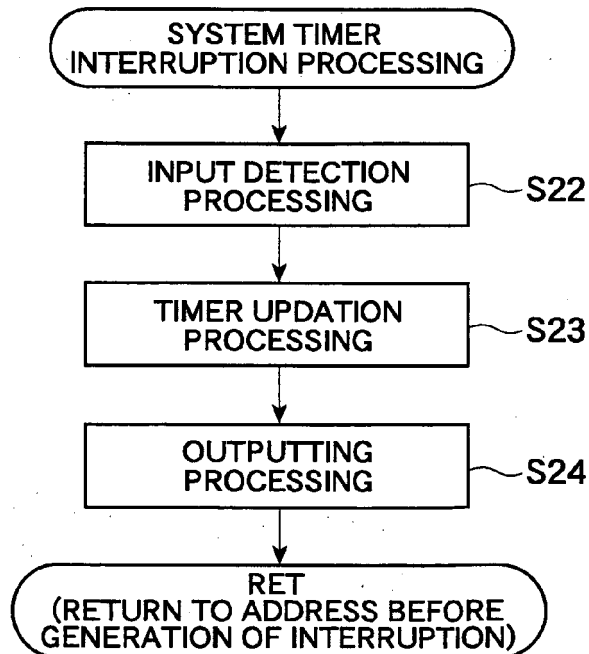 SYSTEM TIMER
INTERRUPTION PROCESSING
INPUT DETECTION
PROCESSING
S22
TIMER UPDATION
PROCESSING
S23
OUTPUTTING
PROCESSING
S24
RET
(RETURN TO ADDRESS BEFORE
GENERATION OF INTERRUPTION)